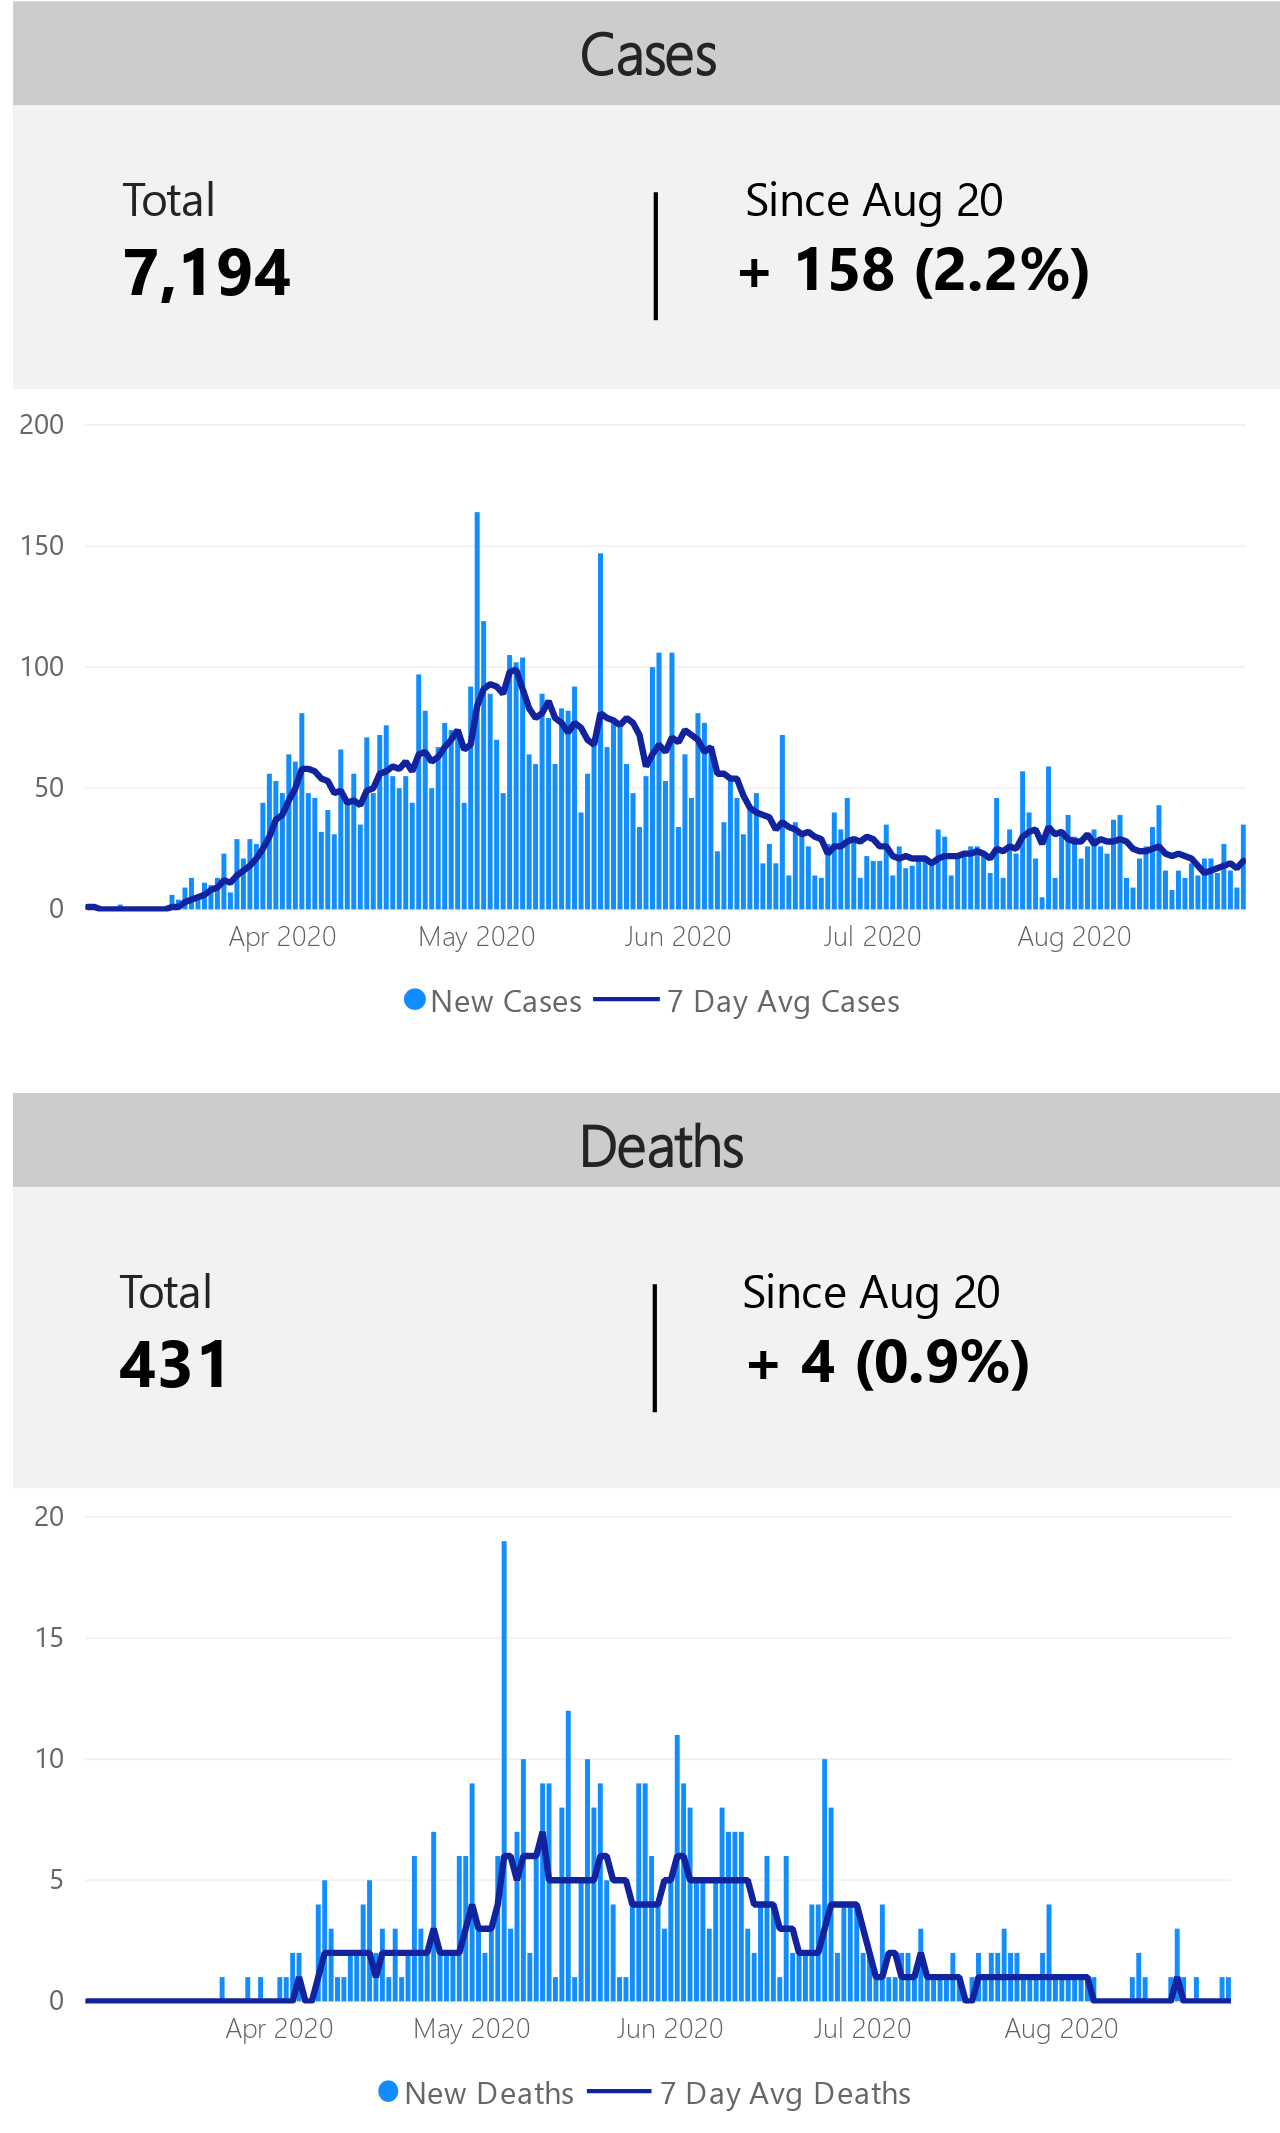 Cases
Total
Since Aug 20
7,194
+ 158 (2.2%)
200
150
100
50
0
Apr 2020
May 2020
Jun 2020
Jul 2020
Aug 2020
New Cases
7 Day Avg Cases
Deaths
Total
Since Aug 20
431
+ 4 (0.9%)
20
15
10
5
0
Apr 2020
May 2020
Jun 2020
Jul 2020
Aug 2020
New Deaths
7 Day Avg Deaths